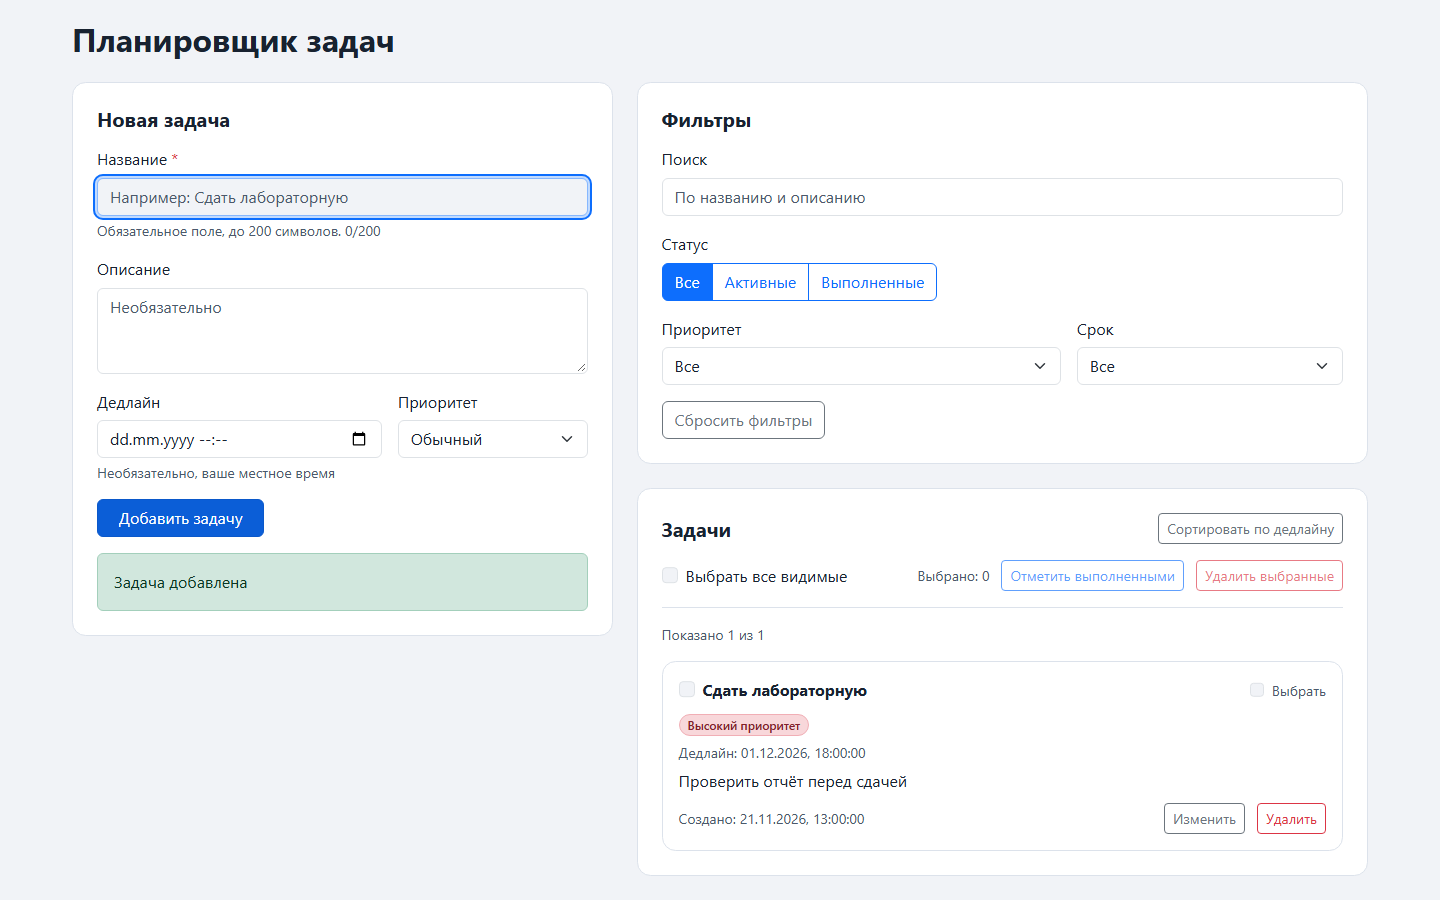 Планировщик задач
Новая задача
Название *
Например: Сдать лабораторную
Обязательное поле, до 200 символов. 0/200
Описание
Необязательно
Дедлайн
Приоритет
dd.mm.yyyy --:--
Обычный
Необязательно, ваше местное время
Добавить задачу
Задача добавлена
Фильтры
Поиск
По названию и описанию
Статус
Все
Активные
Выполненные
Приоритет
Срок
Все
Все
Сбросить фильтры
Задачи
Сортировать по дедлайну
Выбрать все видимые
Выбрано: 0
Отметить выполненными
Удалить выбранные
Показано 1 из 1
Сдать лабораторную
Выбрать
Высокий приоритет
Дедлайн: 01.12.2026, 18:00:00
Проверить отчёт перед сдачей
Создано: 21.11.2026, 13:00:00
Изменить
Удалить